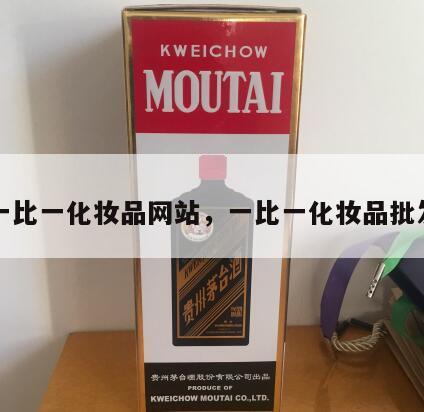 KWEICHOW
MOUTAI
一比一化妆品网站，一比一化妆品批发
KWEICHOW
贵州茅台酒
贵州茅台酒股份有限公司出品
PRODUCE OF
KWEICHOW MOUTAI CO.,LTD.